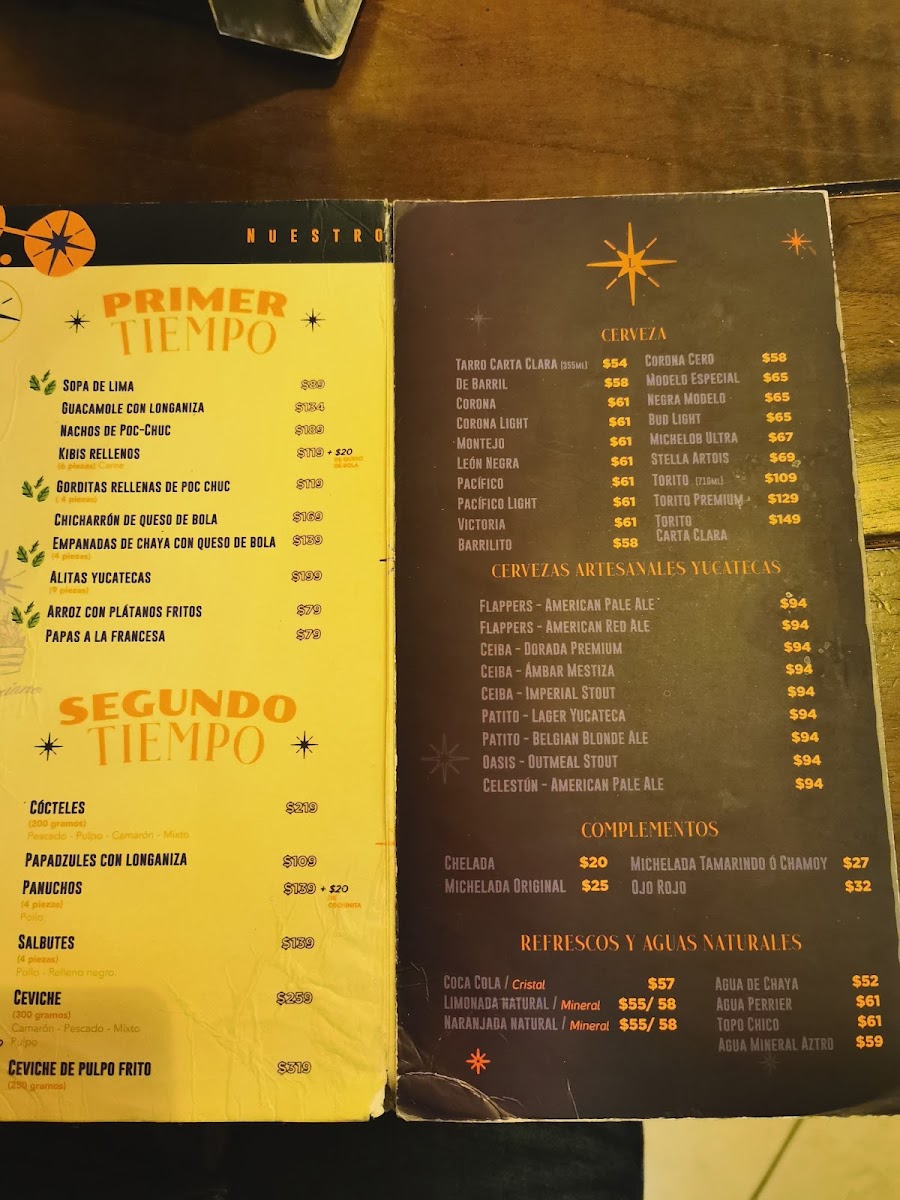 NUESTRO
PRIMER
TIEMPO
SOPA DE LIMA $89
GUACAMOLE CON LONGANIZA $134
NACHOS DE POC-CHUC $189
KIBIS RELLENOS $119 + $20
(6 piezas) Carne DE QUESO
DE BOLA
GORDITAS RELLENAS DE POC CHUC $119
(4 piezas)
CHICHARRÓN DE QUESO DE BOLA $169
EMPANADAS DE CHAYA CON QUESO DE BOLA $139
(4 piezas)
ALITAS YUCATECAS $199
(9 piezas)
ARROZ CON PLÁTANOS FRITOS $79
PAPAS A LA FRANCESA $79
SEGUNDO
TIEMPO
CÓCTELES $219
(200 gramos)
Pescado - Pulpo - Camarón - Mixto
PAPADZULES CON LONGANIZA $109
PANUCHOS $139 + $20
(4 piezas) DE
COCHINITA
Pollo
SALBUTES $139
(4 piezas)
Pollo - Relleno negro
CEVICHE $259
(300 gramos)
Camarón - Pescado - Mixto
Pulpo
CEVICHE DE PULPO FRITO $319
(250 gramos)
L
CERVEZA
TARRO CARTA CLARA (355ML) $54
DE BARRIL $58
CORONA $61
CORONA LIGHT $61
MONTEJO $61
LEÓN NEGRA $61
PACÍFICO $61
PACÍFICO LIGHT $61
VICTORIA $61
BARRILITO $58
CORONA CERO $58
MODELO ESPECIAL $65
NEGRA MODELO $65
BUD LIGHT $65
MICHELOB ULTRA $67
STELLA ARTOIS $69
TORITO (710ML) $109
TORITO PREMIUM $129
TORITO $149
CARTA CLARA
CERVEZAS ARTESANALES YUCATECAS
FLAPPERS - AMERICAN PALE ALE $94
FLAPPERS - AMERICAN RED ALE $94
CEIBA - DORADA PREMIUM $94
CEIBA - ÁMBAR MESTIZA $94
CEIBA - IMPERIAL STOUT $94
PATITO - LAGER YUCATECA $94
PATITO - BELGIAN BLONDE ALE $94
OASIS - OUTMEAL STOUT $94
CELESTÚN - AMERICAN PALE ALE $94
COMPLEMENTOS
CHELADA $20
MICHELADA ORIGINAL $25
MICHELADA TAMARINDO Ó CHAMOY $27
OJO ROJO $32
REFRESCOS Y AGUAS NATURALES
COCA COLA / Cristal $57
LIMONADA NATURAL / Mineral $55/ 58
NARANJADA NATURAL / Mineral $55/ 58
AGUA DE CHAYA $52
AGUA PERRIER $61
TOPO CHICO $61
AGUA MINERAL AZTRO $59